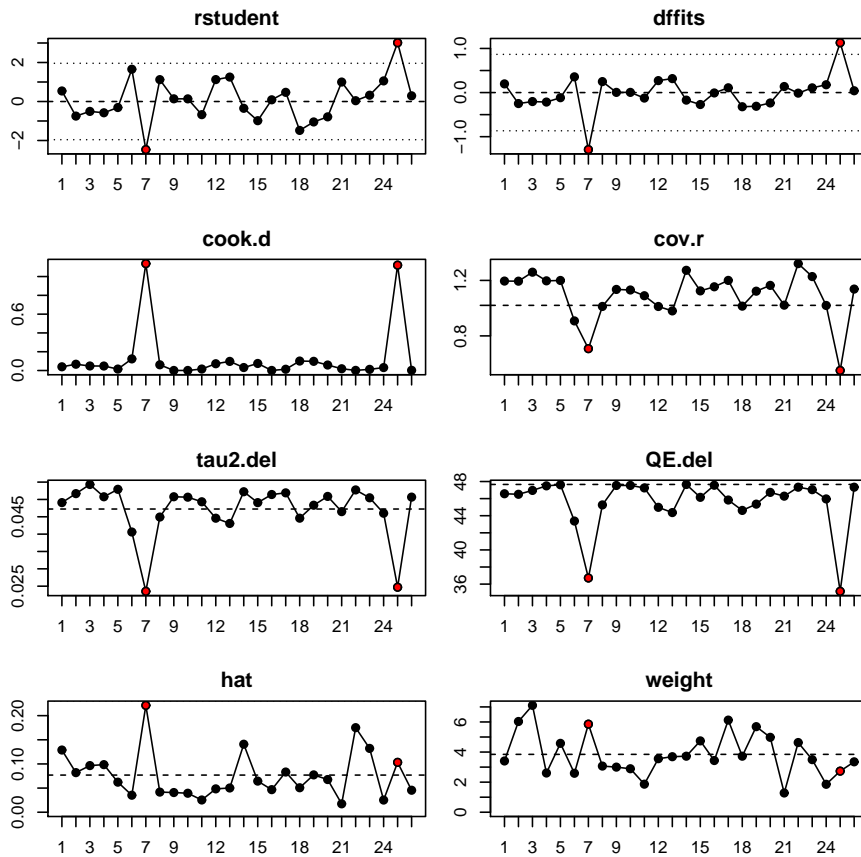 rstudent
2
0
−2
1 3 5 7 9 12 15 18 21 24
dffits
1.0
0.0
−1.0
1 3 5 7 9 12 15 18 21 24
cook.d
0.6
0.0
1 3 5 7 9 12 15 18 21 24
cov.r
1.2
0.8
1 3 5 7 9 12 15 18 21 24
tau2.del
0.045
0.025
1 3 5 7 9 12 15 18 21 24
QE.del
48
44
40
36
1 3 5 7 9 12 15 18 21 24
hat
0.20
0.10
0.00
1 3 5 7 9 12 15 18 21 24
weight
6
4
2
0
1 3 5 7 9 12 15 18 21 24